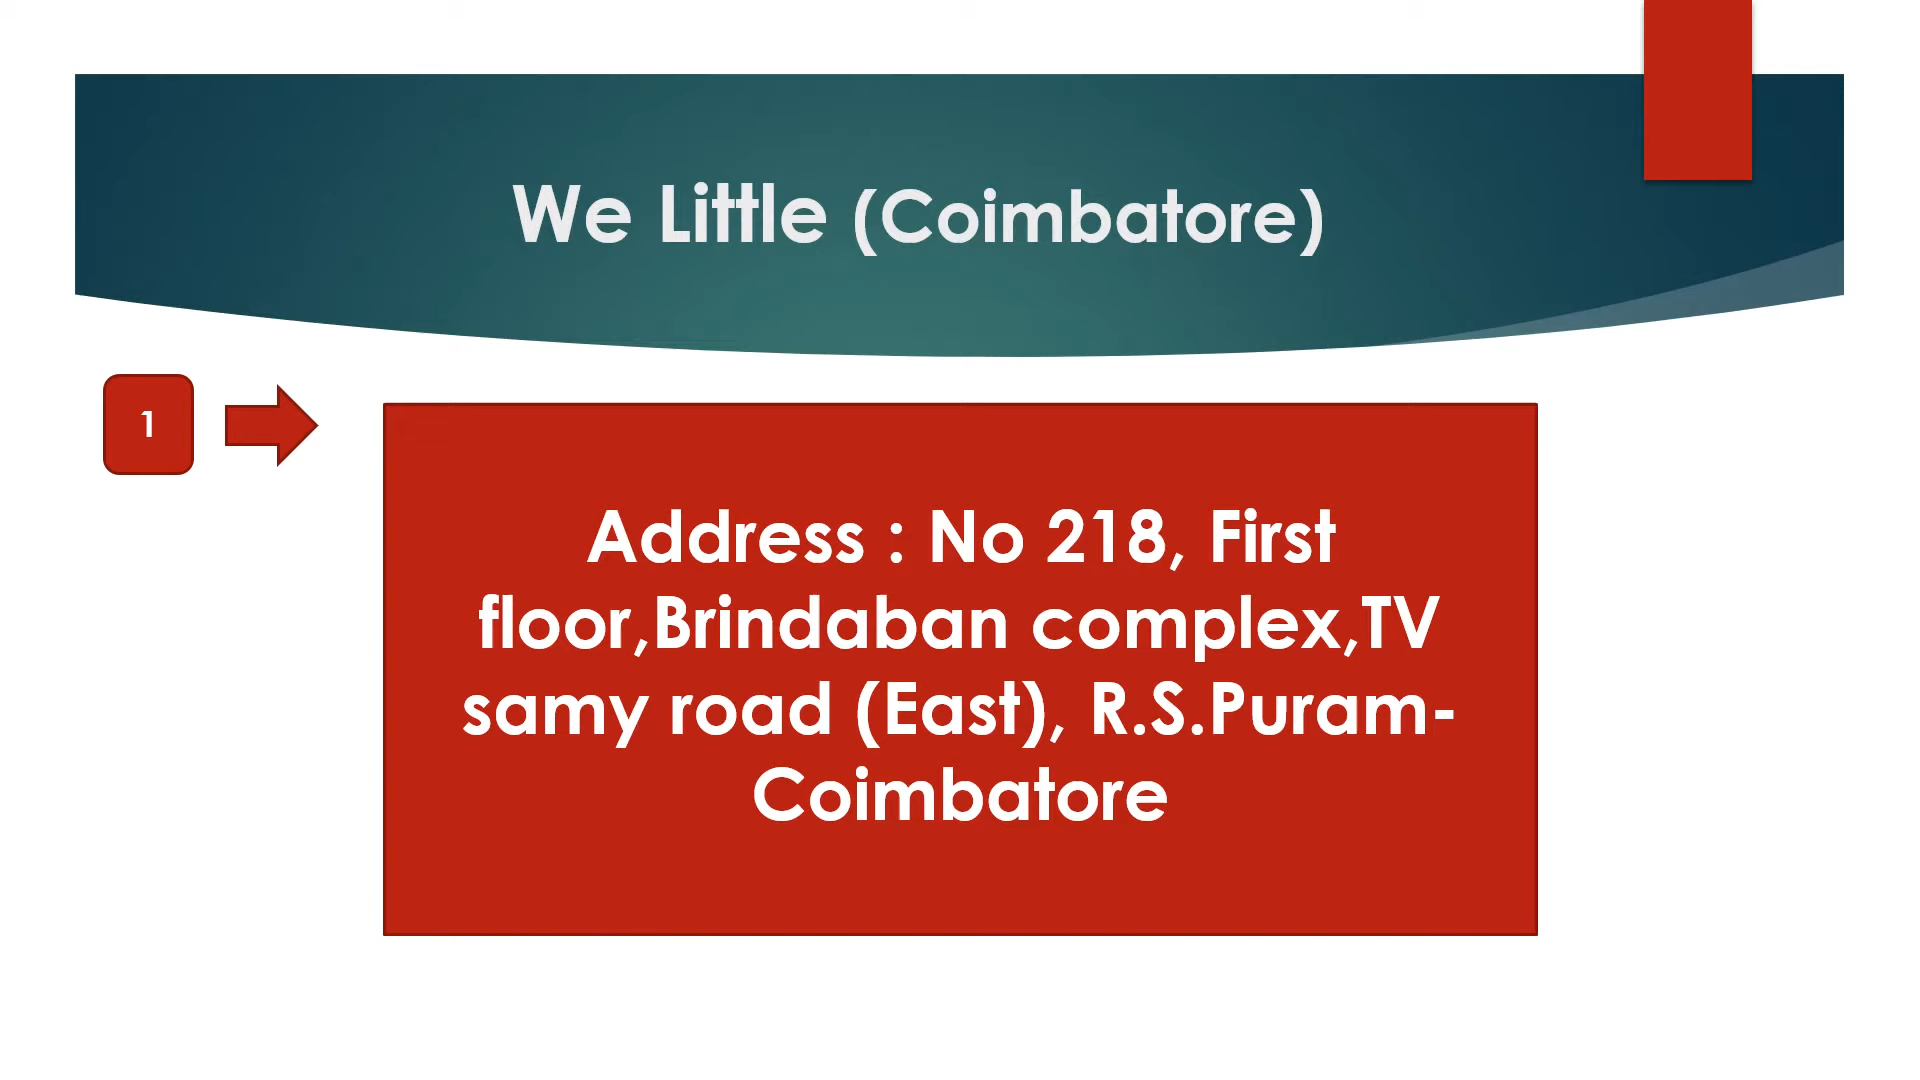 We Little (Coimbatore)
1
Address : No 218, First
floor,Brindaban complex,TV
samy road (East), R.S.Puram-
Coimbatore